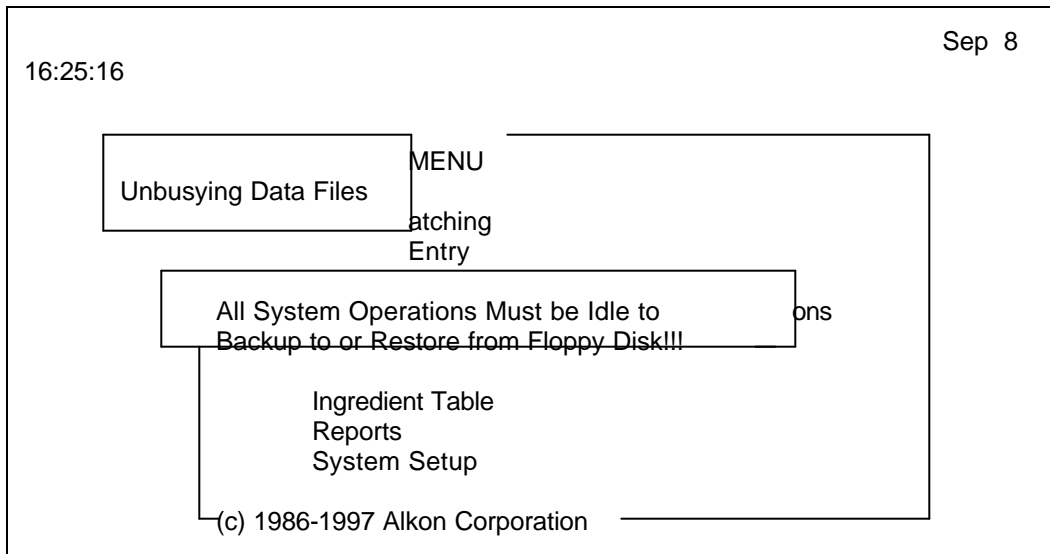 Sep 8
16:25:16
MENU
Unbusying Data Files
atching
Entry
All System Operations Must be Idle to
ons
Backup to or Restore from Floppy Disk!!!
Ingredient Table
Reports
System Setup
(c) 1986-1997 Alkon Corporation